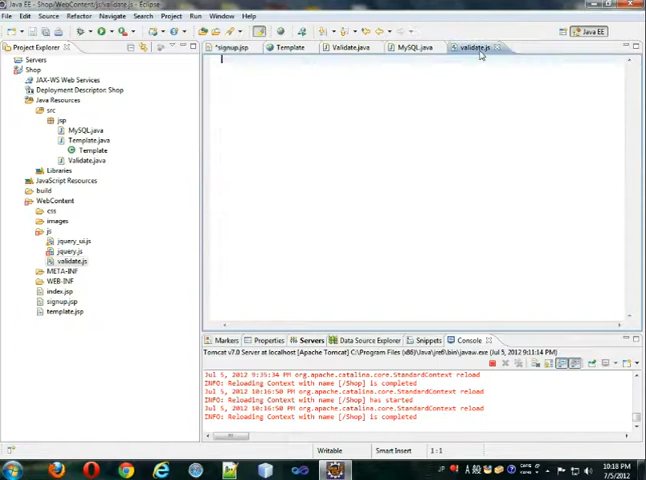 Java EE - Shop/WebContent/js/validate.js - Eclipse
File Edit Source Refactor Navigate Search Project Run Window Help
Java EE
Project Explorer
*signup.jsp Template Validate.java MySQL.java validate.js
Servers
Shop
JAX-WS Web Services
Deployment Descriptor: Shop
Java Resources
src
jsp
MySQL.java
Template.java
Template
Validate.java
Libraries
JavaScript Resources
build
WebContent
css
images
js
jquery_ui.js
jquery.js
validate.js
META-INF
WEB-INF
index.jsp
signup.jsp
template.jsp
Markers Properties Servers Data Source Explorer Snippets Console
Tomcat v7.0 Server at localhost [Apache Tomcat] C:\Program Files (x86)\Java\jre6\bin\javaw.exe (Jul 5, 2012 9:11:14 PM)
Jul 5, 2012 9:35:34 PM org.apache.catalina.core.StandardContext reload
INFO: Reloading Context with name [/Shop] is completed
Jul 5, 2012 10:16:50 PM org.apache.catalina.core.StandardContext reload
INFO: Reloading Context with name [/Shop] has started
Jul 5, 2012 10:16:50 PM org.apache.catalina.core.StandardContext reload
INFO: Reloading Context with name [/Shop] is completed
Writable Smart Insert 1 : 1
JP
10:18 PM
7/5/2012